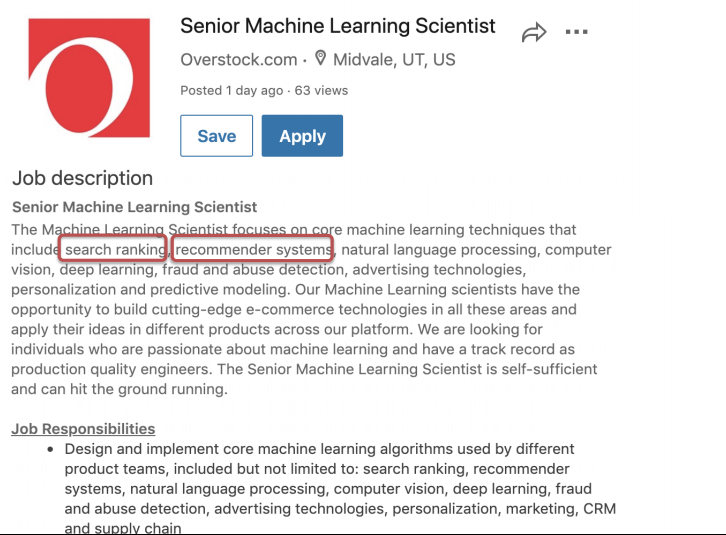 Senior Machine Learning Scientist
Overstock.com · Midvale, UT, US
Posted 1 day ago · 63 views
Save Apply
Job description
Senior Machine Learning Scientist
The Machine Learning Scientist focuses on core machine learning techniques that
include search ranking, recommender systems, natural language processing, computer
vision, deep learning, fraud and abuse detection, advertising technologies,
personalization and predictive modeling. Our Machine Learning scientists have the
opportunity to build cutting-edge e-commerce technologies in all these areas and
apply their ideas in different products across our platform. We are looking for
individuals who are passionate about machine learning and have a track record as
production quality engineers. The Senior Machine Learning Scientist is self-sufficient
and can hit the ground running.
Job Responsibilities
• Design and implement core machine learning algorithms used by different
product teams, included but not limited to: search ranking, recommender
systems, natural language processing, computer vision, deep learning, fraud
and abuse detection, advertising technologies, personalization, marketing, CRM
and supply chain